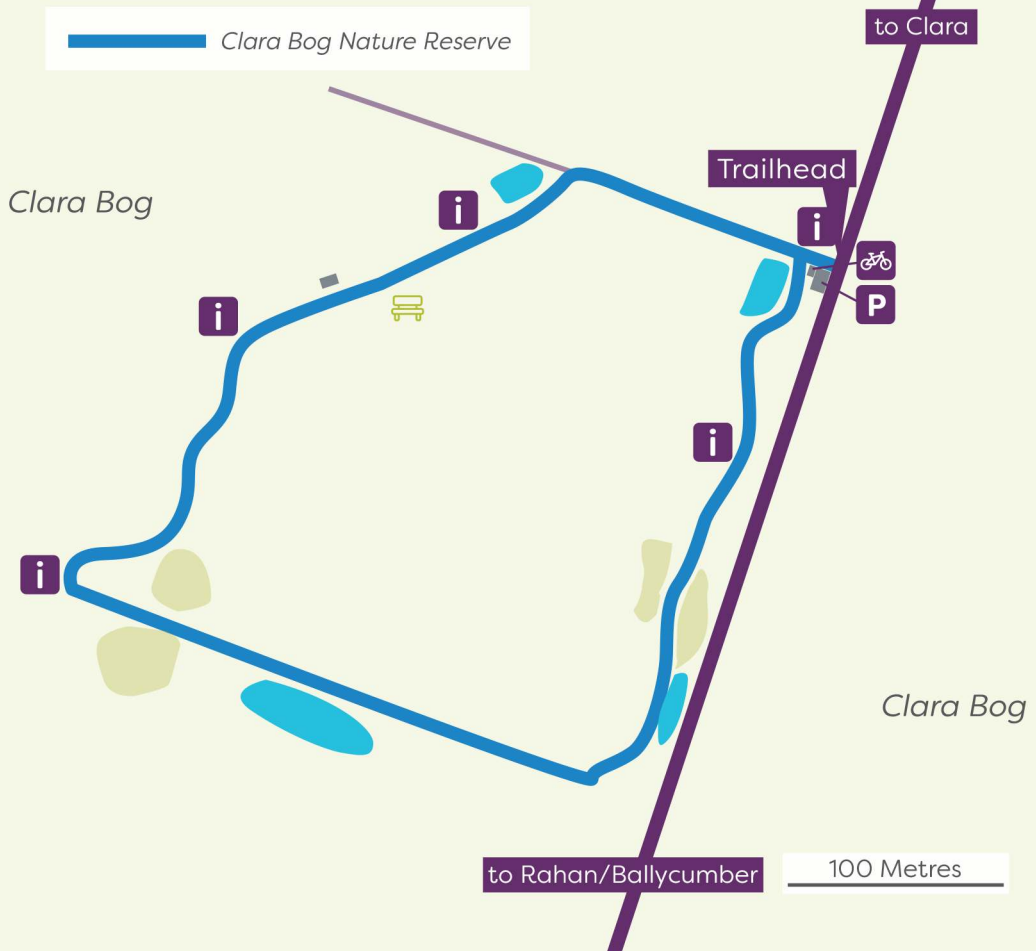 Clara Bog Nature Reserve
to Clara
Trailhead
Clara Bog
i
i
P
i
i
i
Clara Bog
to Rahan/Ballycumber
100 Metres